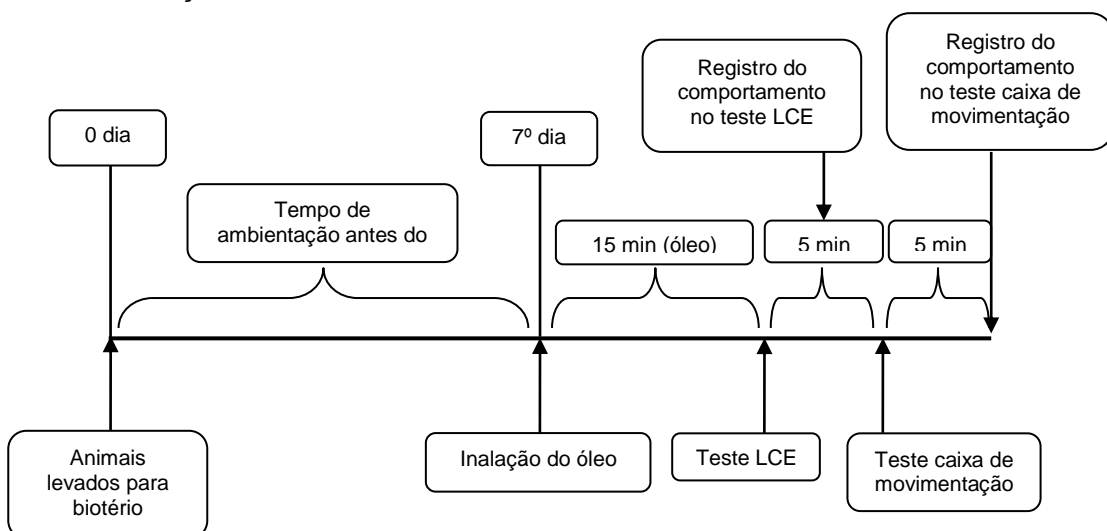 Registro do
comportamento
no teste LCE
Registro do
comportamento
no teste caixa de
movimentação
0 dia
7º dia
Tempo de
ambientação antes do
15 min (óleo)
5 min
5 min
Animais
levados para
biotério
Inalação do óleo
Teste LCE
Teste caixa de
movimentação